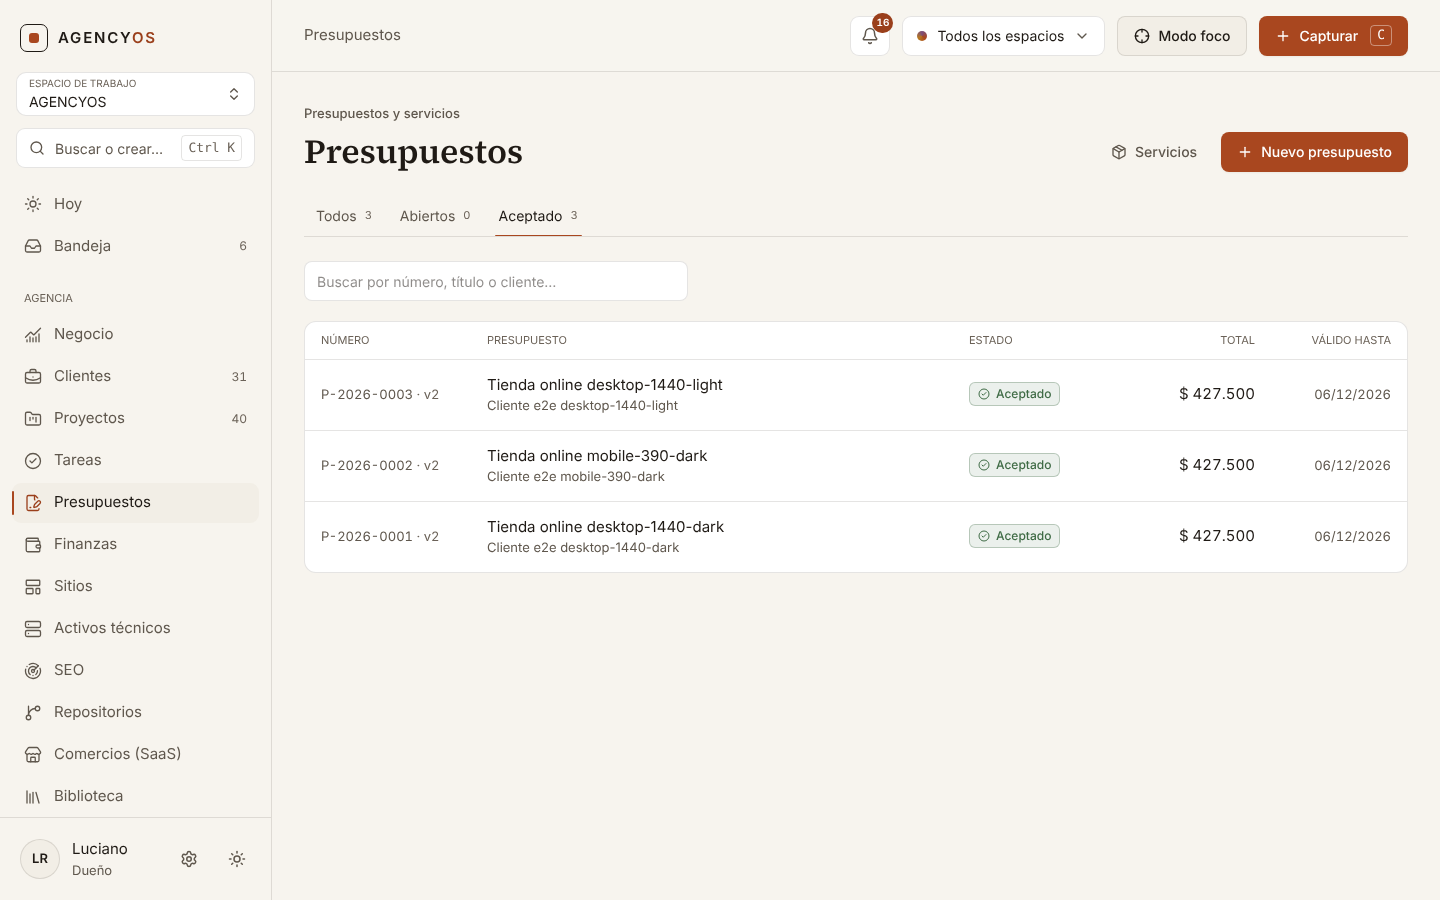 AGENCYOS
ESPACIO DE TRABAJO
AGENCYOS
Buscar o crear... Ctrl K
Hoy
Bandeja 6
AGENCIA
Negocio
Clientes 31
Proyectos 40
Tareas
Presupuestos
Finanzas
Sitios
Activos técnicos
SEO
Repositorios
Comercios (SaaS)
Biblioteca
LR
Luciano
Dueño
Presupuestos
16
Todos los espacios
Modo foco
Capturar C
Presupuestos y servicios
Presupuestos
Servicios
Nuevo presupuesto
Todos 3 Abiertos 0 Aceptado 3
Buscar por número, título o cliente...
NÚMERO PRESUPUESTO ESTADO TOTAL VÁLIDO HASTA
P-2026-0003 · v2 Tienda online desktop-1440-light Aceptado $ 427.500 06/12/2026
Cliente e2e desktop-1440-light
P-2026-0002 · v2 Tienda online mobile-390-dark Aceptado $ 427.500 06/12/2026
Cliente e2e mobile-390-dark
P-2026-0001 · v2 Tienda online desktop-1440-dark Aceptado $ 427.500 06/12/2026
Cliente e2e desktop-1440-dark